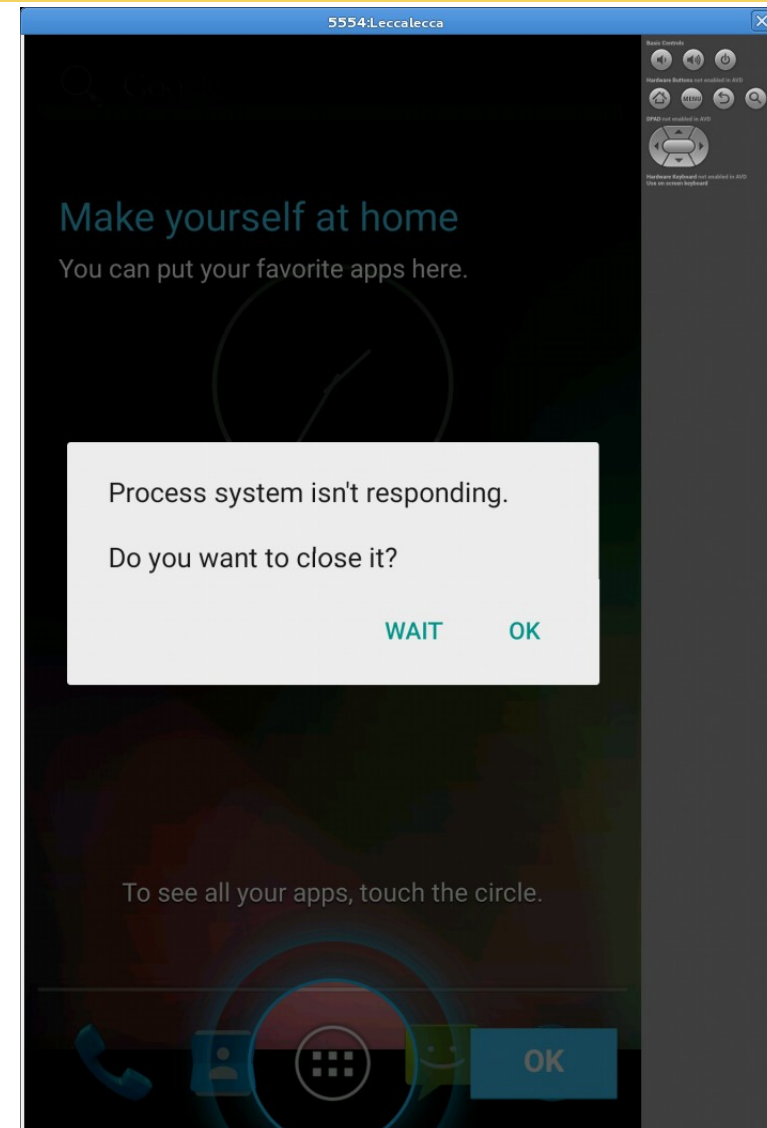 5554:Leccalecca
Basic Controls
Hardware Buttons not enabled in AVD
MENU
DPAD not enabled in AVD
Hardware Keyboard not enabled in AVD
Use on screen keyboard
Make yourself at home
You can put your favorite apps here.
Process system isn't responding.
Do you want to close it?
WAIT OK
To see all your apps, touch the circle.
OK